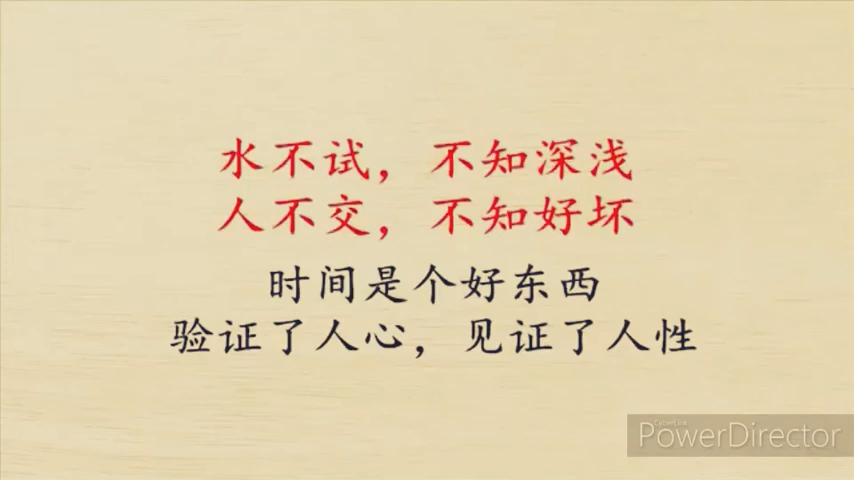 水不试，不知深浅
人不交，不知好坏
时间是个好东西
验证了人心，见证了人性
CyberLink
PowerDirector